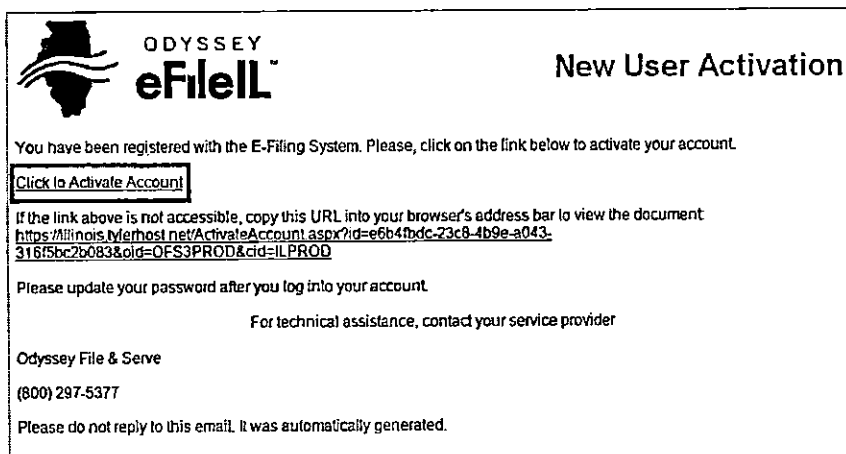 ODYSSEY
eFileIL™
New User Activation
You have been registered with the E-Filing System. Please, click on the link below to activate your account.
Click to Activate Account
If the link above is not accessible, copy this URL into your browser's address bar to view the document:
https://illinois.tylerhost.net/ActivateAccount.aspx?id=e6b4fbdc-23c8-4b9e-a043-
316f5bc2b083&oid=OFS3PROD&cid=ILPROD
Please update your password after you log into your account.
For technical assistance, contact your service provider
Odyssey File & Serve
(800) 297-5377
Please do not reply to this email. It was automatically generated.